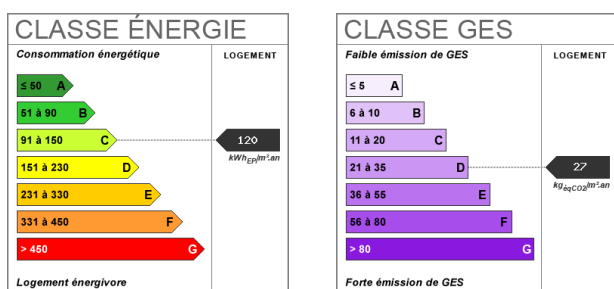 CLASSE ÉNERGIE
Consommation énergétique
LOGEMENT
≤ 50 A
51 à 90 B
91 à 150 C
120
kWhEP/m².an
151 à 230 D
231 à 330 E
331 à 450 F
> 450 G
Logement énergivore
CLASSE GES
Faible émission de GES
LOGEMENT
≤ 5 A
6 à 10 B
11 à 20 C
21 à 35 D
27
kgéqCO2/m².an
36 à 55 E
56 à 80 F
> 80 G
Forte émission de GES